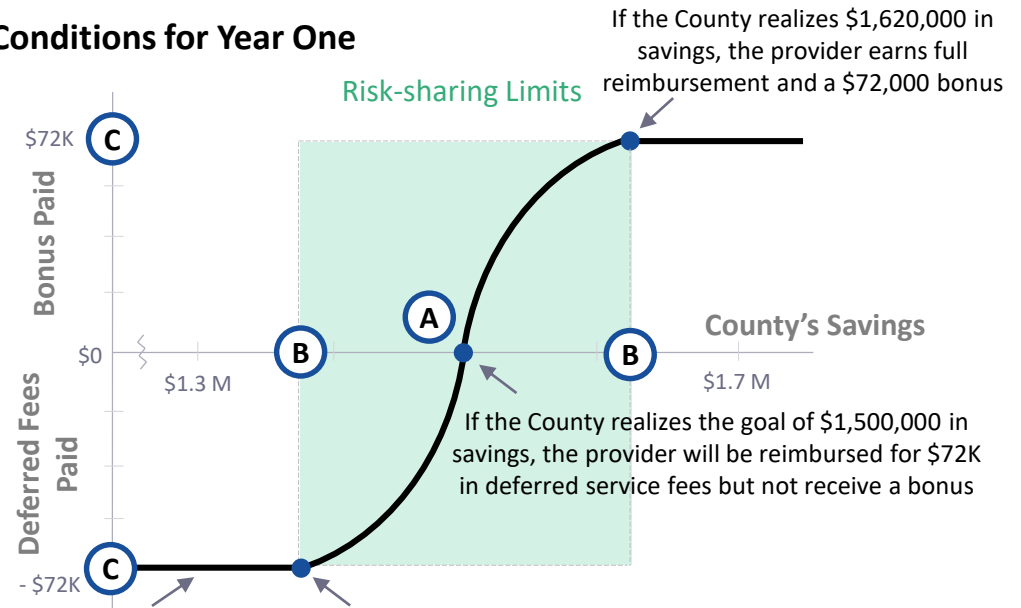 Conditions for Year One
If the County realizes $1,620,000 in
savings, the provider earns full
reimbursement and a $72,000 bonus
Risk-sharing Limits
$72K
C
Bonus Paid
A
County's Savings
$0
B
B
$1.3 M
$1.7 M
If the County realizes the goal of $1,500,000 in
savings, the provider will be reimbursed for $72K
in deferred service fees but not receive a bonus
Deferred Fees
Paid
C
- $72K